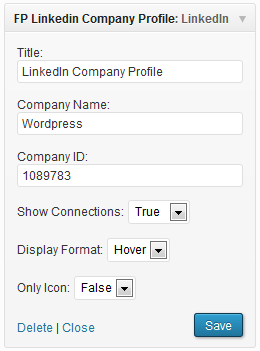 FP Linkedin Company Profile: LinkedIn
Title:
LinkedIn Company Profile
Company Name:
Wordpress
Company ID:
1089783
Show Connections: True
Display Format: Hover
Only Icon: False
Delete | Close Save